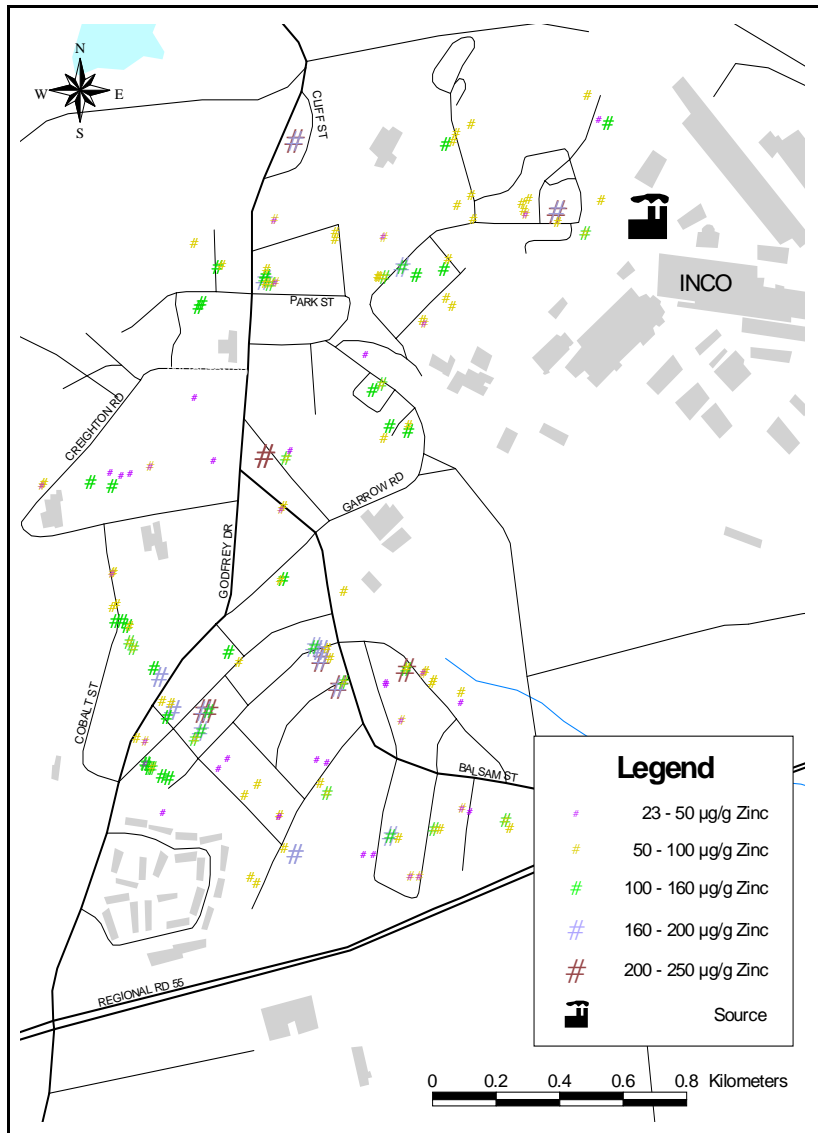 N
W E
S
CLIFF ST
INCO
PARK ST
CREIGHTON RD
GARROW RD
GODFREY DR
COBALT ST
BALSAM ST
REGIONAL RD 55
Legend
# 23 - 50 µg/g Zinc
# 50 - 100 µg/g Zinc
# 100 - 160 µg/g Zinc
# 160 - 200 µg/g Zinc
# 200 - 250 µg/g Zinc
Source
0 0.2 0.4 0.6 0.8 Kilometers